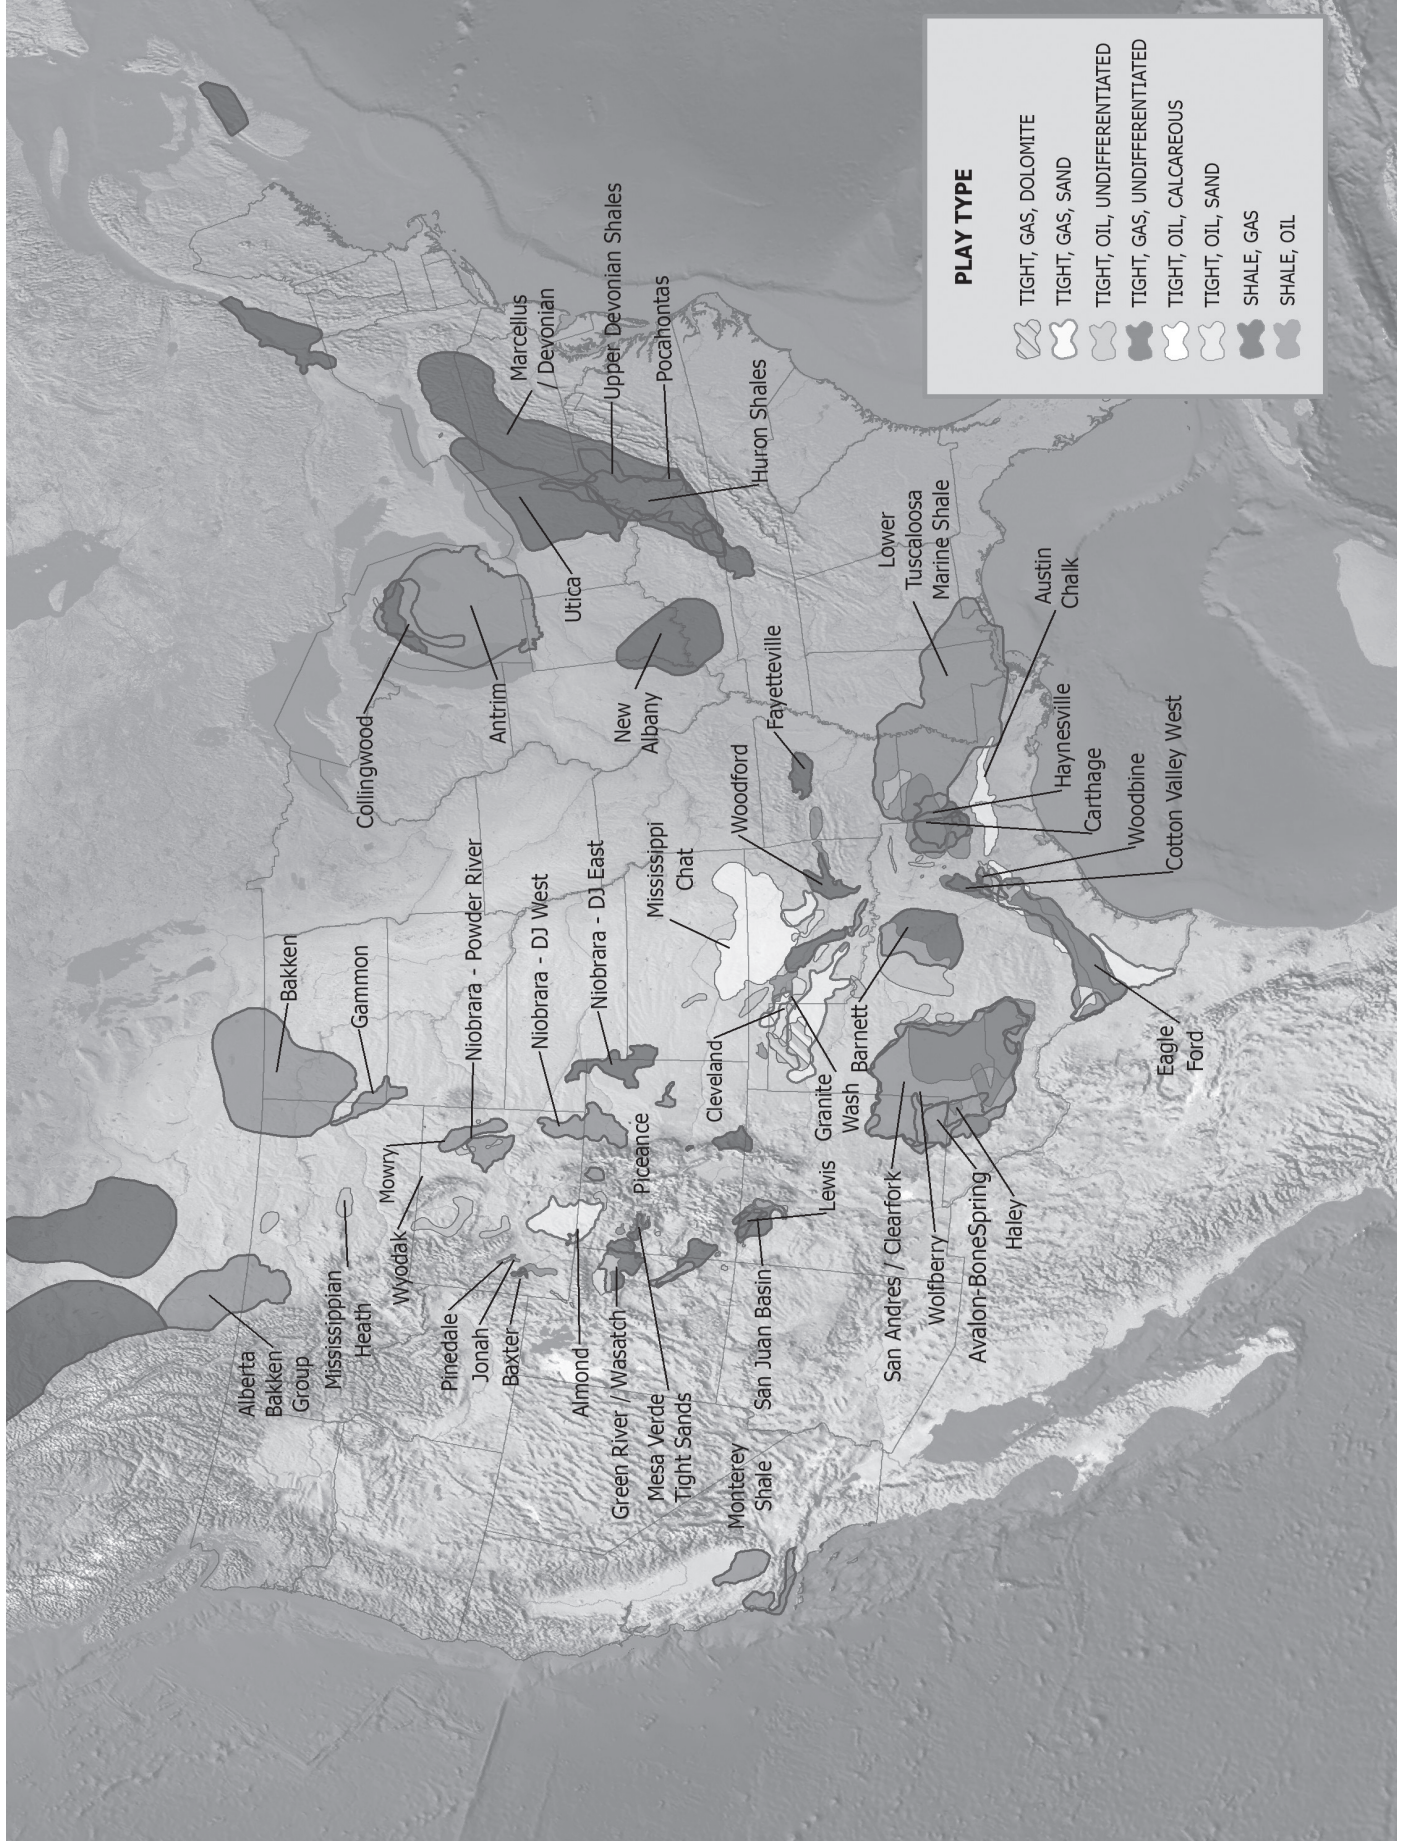 Bakken
Gammon
Niobrara - Powder River
Niobrara - DJ West
Niobrara - DJ East
Mississippi
Chat
Woodford
Fayetteville
Collingwood
Antrim
Utica
New
Albany
Marcellus
/ Devonian
Upper Devonian Shales
Pocahontas
Huron Shales
Lower
Tuscaloosa
Marine Shale
Austin
Chalk
Haynesville
Carthage
Woodbine
Cotton Valley West
Eagle
Ford
Barnett
Granite
Wash
Cleveland
Piceance
Lewis
Mowry
Wyodak
Mississippian
Heath
Alberta
Bakken
Group
Pinedale
Jonah
Baxter
Almond
Green River / Wasatch
Mesa Verde
Tight Sands
San Juan Basin
Monterey
Shale
San Andres / Clearfork
Wolfberry
Avalon-BoneSpring
Haley
PLAY TYPE
TIGHT, GAS, DOLOMITE
TIGHT, GAS, SAND
TIGHT, OIL, UNDIFFERENTIATED
TIGHT, GAS, UNDIFFERENTIATED
TIGHT, OIL, CALCAREOUS
TIGHT, OIL, SAND
SHALE, GAS
SHALE, OIL